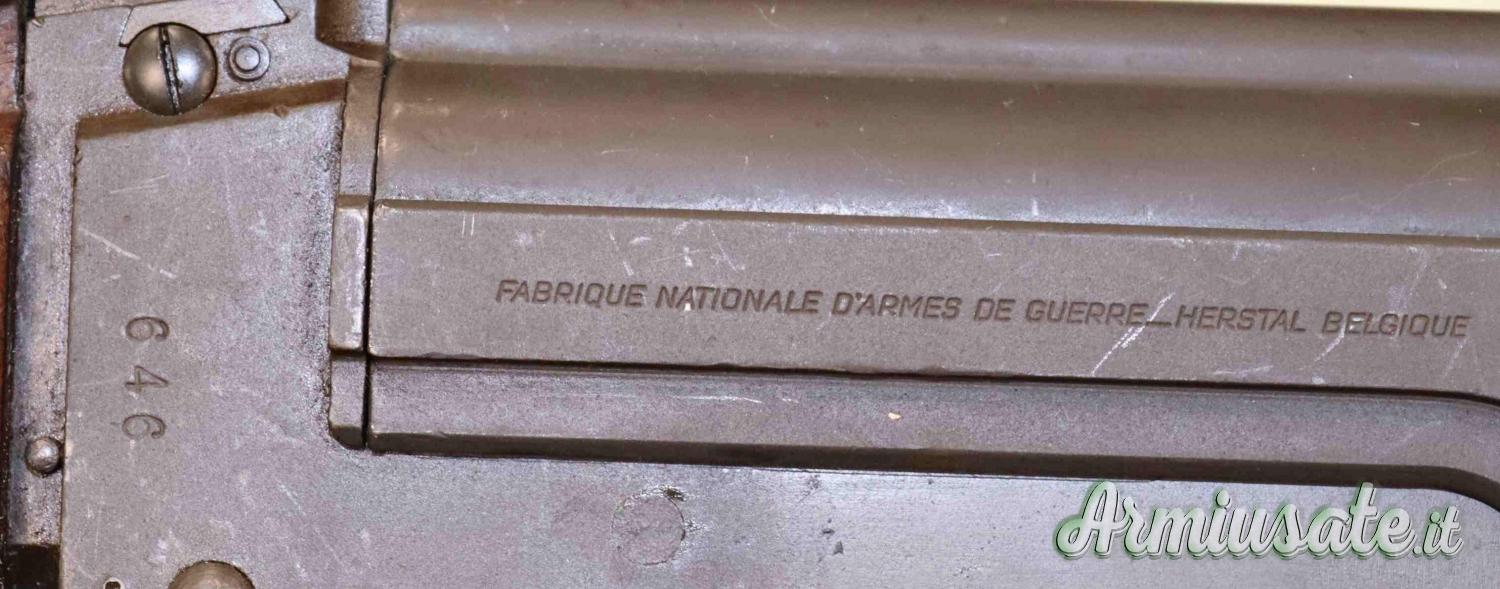 FABRIQUE NATIONALE D'ARMES DE GUERRE_HERSTAL BELGIQUE
646
Armiusate.it